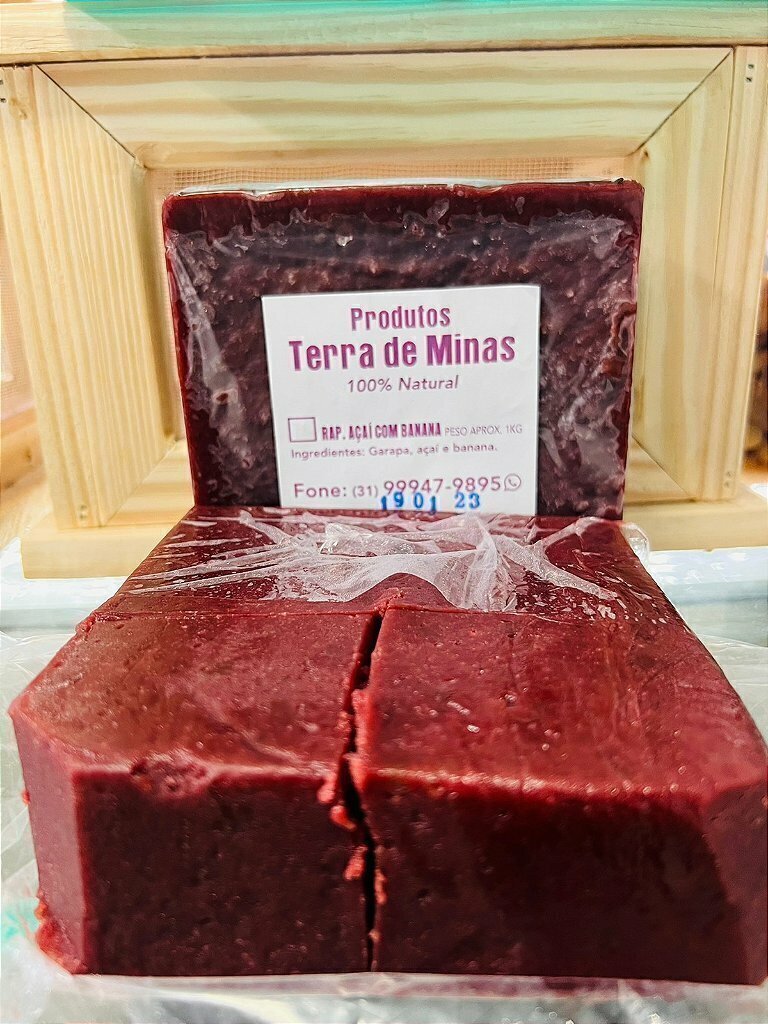 Produtos
Terra de Minas
100% Natural
RAP. AÇAÍ COM BANANA PESO APROX. 1KG
Ingredientes: Garapa, açaí e banana.
Fone: (31) 99947-9895
19 01 23